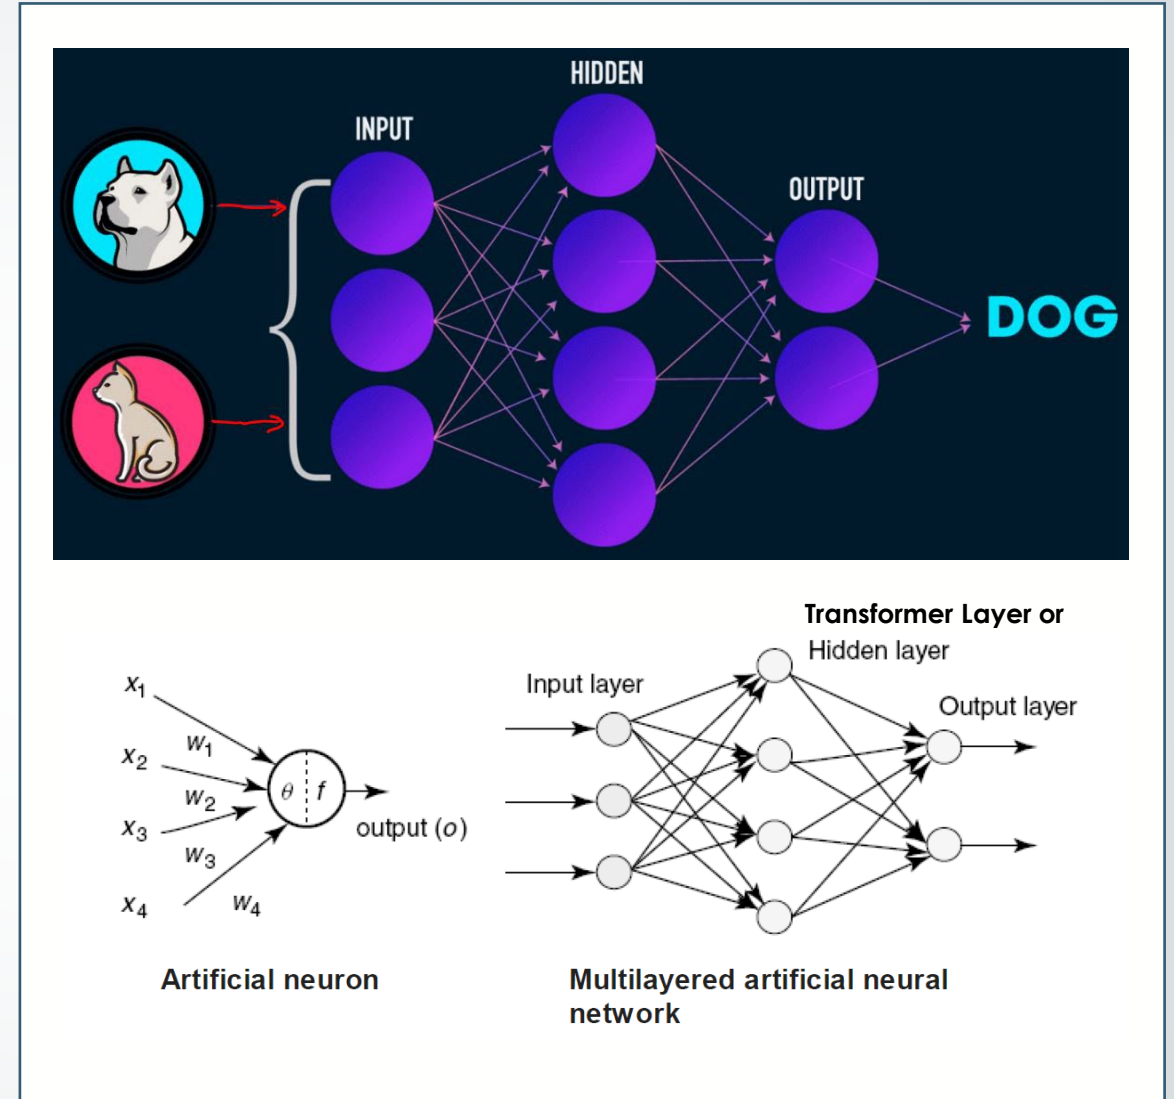 HIDDEN
INPUT
OUTPUT
DOG
Transformer Layer or
Hidden layer
Input layer
Output layer
x1
w1
x2
w2
x3
w3
x4
w4
θ f
output (o)
Artificial neuron
Multilayered artificial neural
network